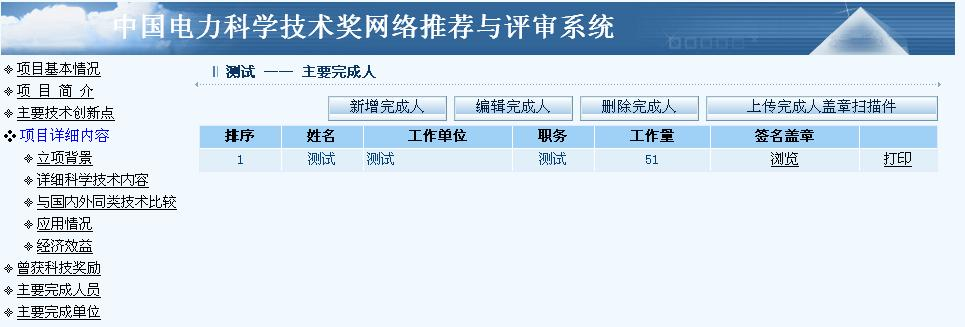 中国电力科学技术奖网络推荐与评审系统
项目基本情况
项 目 简 介
主要技术创新点
项目详细内容
立项背景
详细科学技术内容
与国内外同类技术比较
应用情况
经济效益
曾获科技奖励
主要完成人员
主要完成单位
测试 —— 主要完成人
新增完成人 编辑完成人 删除完成人 上传完成人盖章扫描件
排序 姓名 工作单位 职务 工作量 签名盖章
1 测试 测试 测试 51 浏览 打印